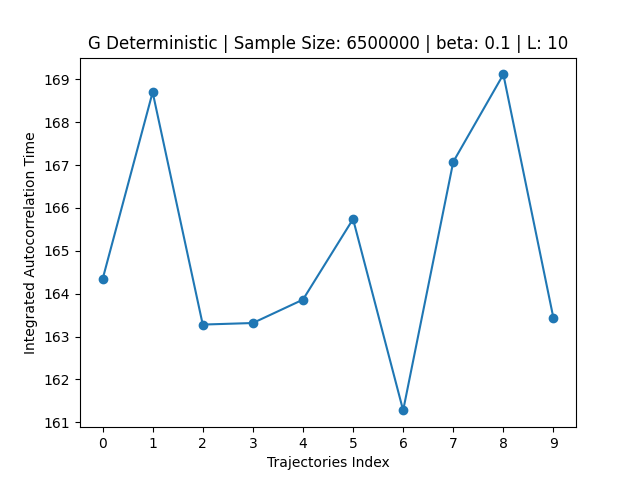 G Deterministic | Sample Size: 6500000 | beta: 0.1 | L: 10
169
168
167
166
165
164
163
162
161
Integrated Autocorrelation Time
0 1 2 3 4 5 6 7 8 9
Trajectories Index